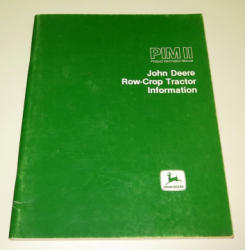 PIM II
Product Information Manual
John Deere
Row-Crop Tractor
Information
JOHN DEERE